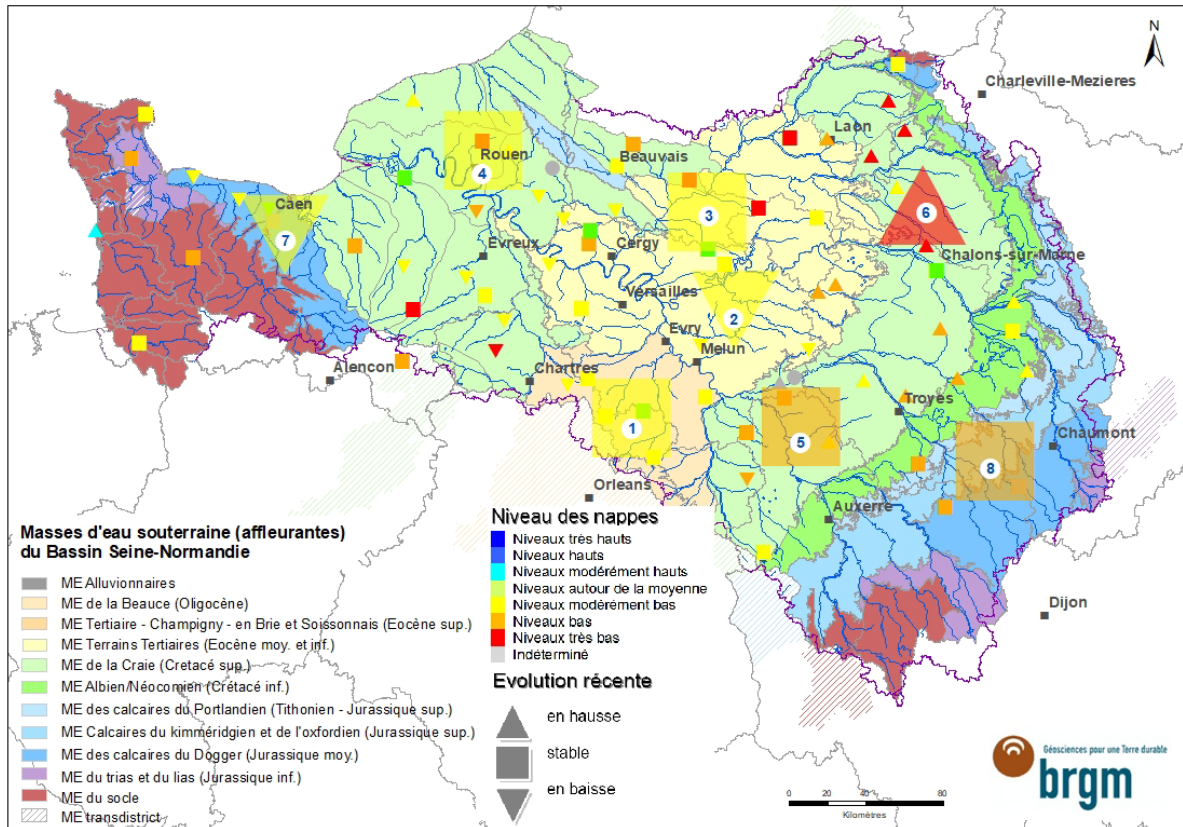 N
Charleville-Mezieres
Laon
Rouen
Beauvais
4
3
6
Caen
7
Evreux
Cergy
Chalons-sur-Marne
Versailles
2
Evry
Melun
Alencon
Chartres
Troyes
1
5
Chaumont
8
Orleans
Auxerre
Dijon
Masses d'eau souterraine (affleurantes)
du Bassin Seine-Normandie
ME Alluvionnaires
ME de la Beauce (Oligocène)
ME Tertiaire - Champigny - en Brie et Soissonnais (Eocène sup.)
ME Terrains Tertiaires (Eocène moy. et inf.)
ME de la Craie (Cretacé sup.)
ME Albien/Néocomien (Crétacé inf.)
ME des calcaires du Portlandien (Tithonien - Jurassique sup.)
ME Calcaires du kimméridgien et de l'oxfordien (Jurassique sup.)
ME des calcaires du Dogger (Jurassique moy.)
ME du trias et du lias (Jurassique inf.)
ME du socle
ME transdistrict
Niveau des nappes
Niveaux très hauts
Niveaux hauts
Niveaux modérément hauts
Niveaux autour de la moyenne
Niveaux modérément bas
Niveaux bas
Niveaux très bas
Indéterminé
Evolution récente
en hausse
stable
en baisse
0 20 40 80
Kilomètres
Géosciences pour une Terre durable
brgm